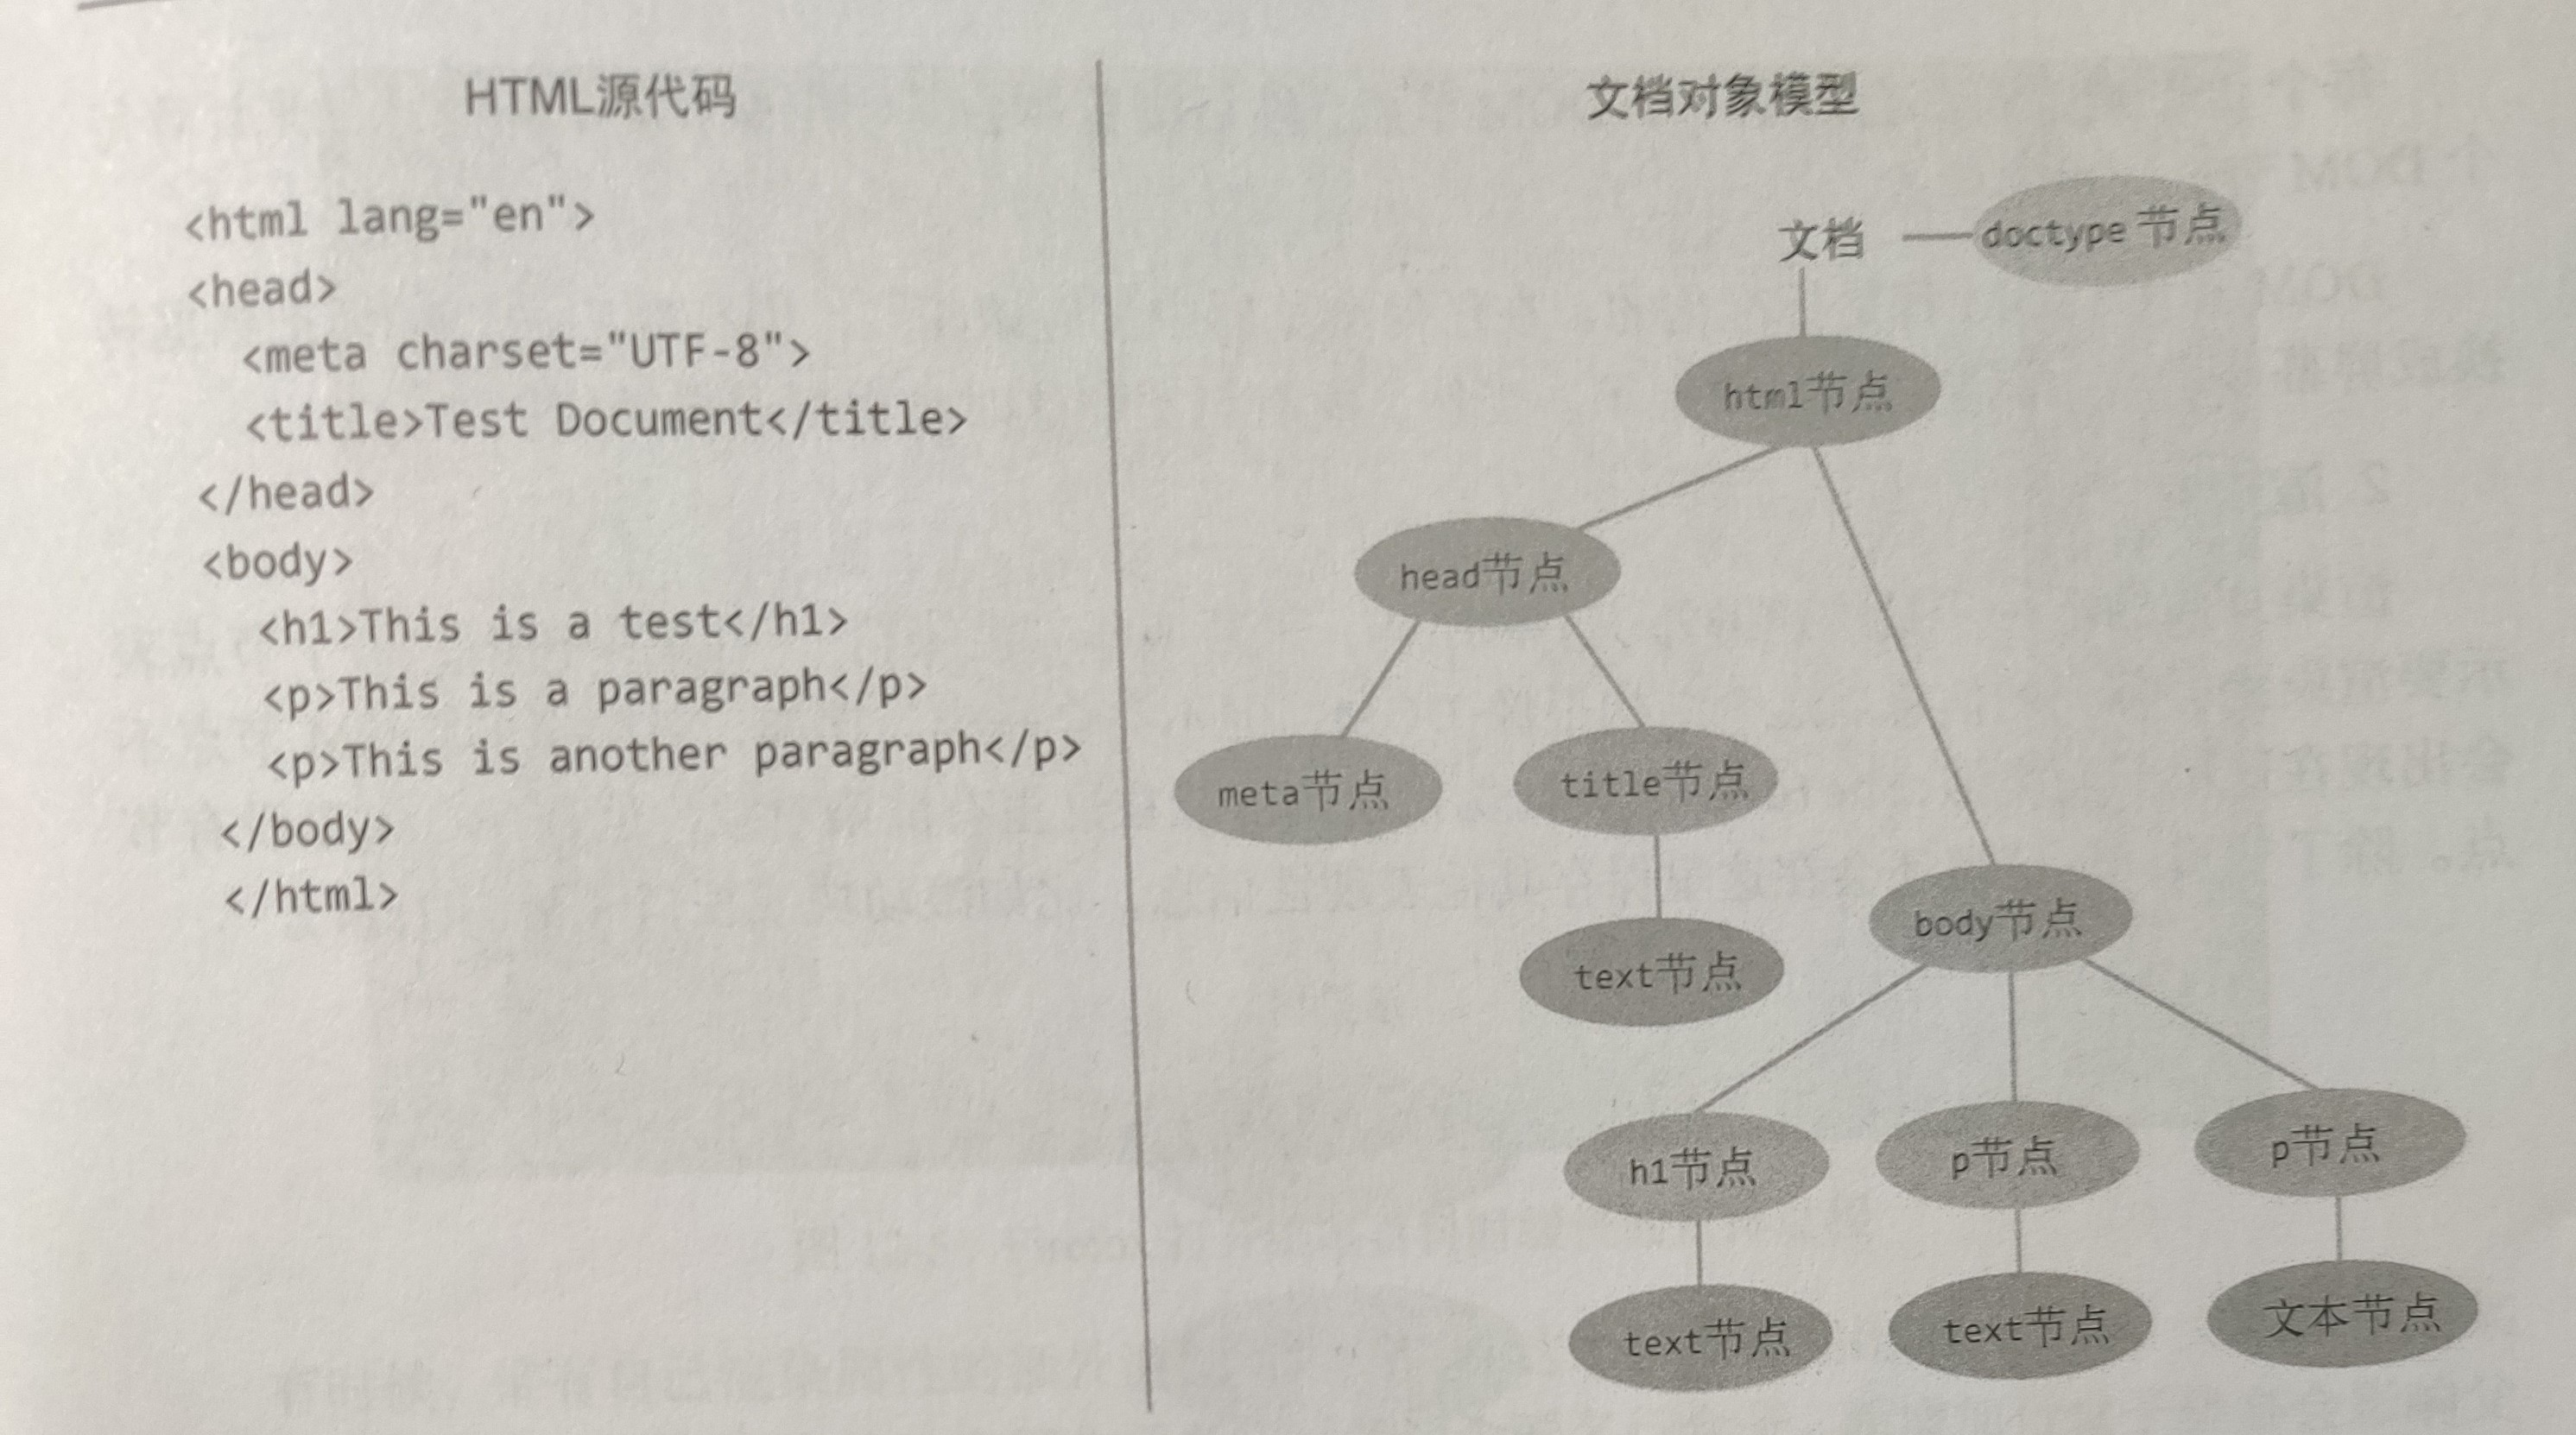 HTML源代码
<html lang="en">
<head>
<meta charset="UTF-8">
<title>Test Document</title>
</head>
<body>
<h1>This is a test</h1>
<p>This is a paragraph</p>
<p>This is another paragraph</p>
</body>
</html>
文档对象模型
文档
doctype 节点
html节点
head节点
meta节点
title节点
text节点
body节点
h1节点
p节点
p节点
text节点
text节点
文本节点